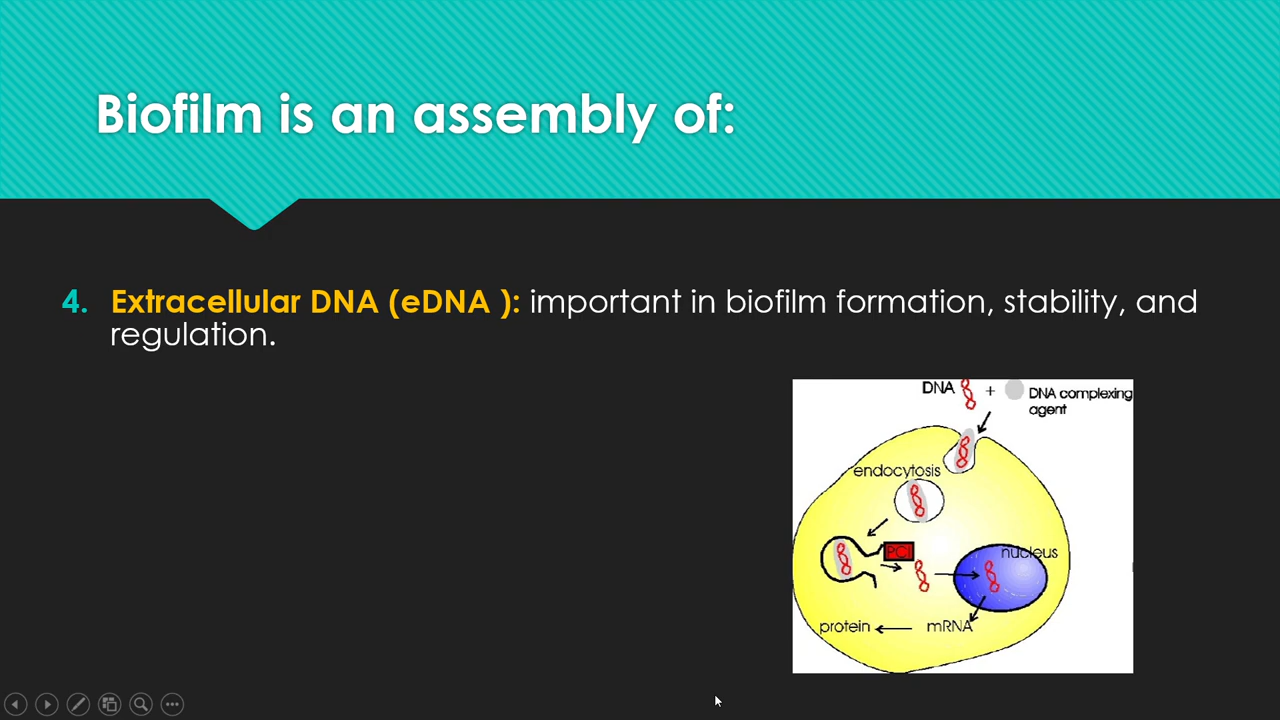 Biofilm is an assembly of:
4. Extracellular DNA (eDNA ): important in biofilm formation, stability, and
regulation.
DNA + DNA complexing
agent
endocytosis
PCI
nucleus
protein
mRNA